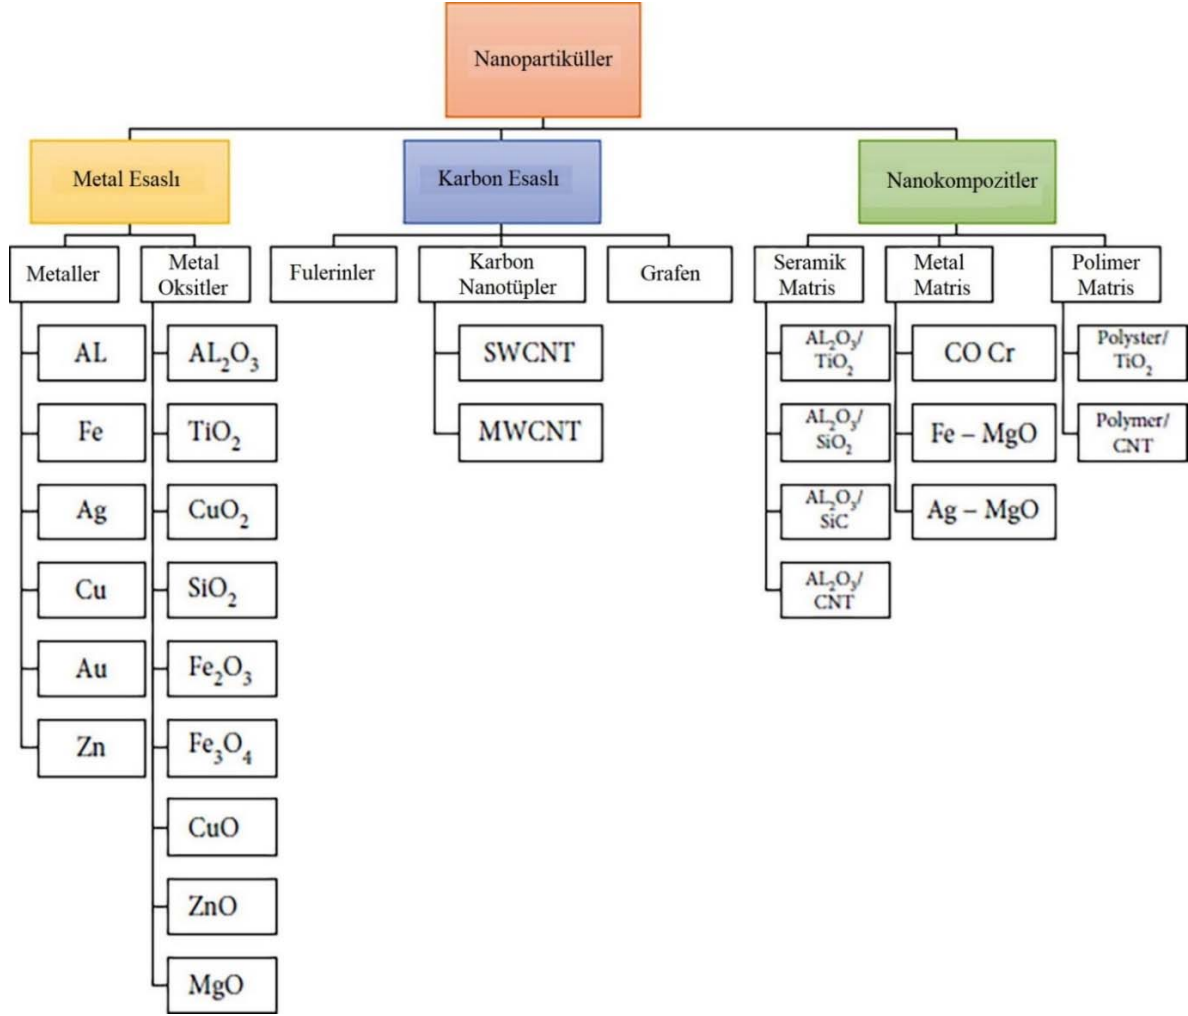 Nanopartiküller
Metal Esaslı
Karbon Esaslı
Nanokompozitler
Metaller
Metal
Oksitler
Fulerinler
Karbon
Nanotüpler
Grafen
Seramik
Matris
Metal
Matris
Polimer
Matris
AL
Fe
Ag
Cu
Au
Zn
AL₂O₃
TiO₂
CuO₂
SiO₂
Fe₂O₃
Fe₃O₄
CuO
ZnO
MgO
SWCNT
MWCNT
AL₂O₃/
TiO₂
AL₂O₃/
SiO₂
AL₂O₃/
SiC
AL₂O₃/
CNT
CO Cr
Fe – MgO
Ag – MgO
Polyster/
TiO₂
Polymer/
CNT